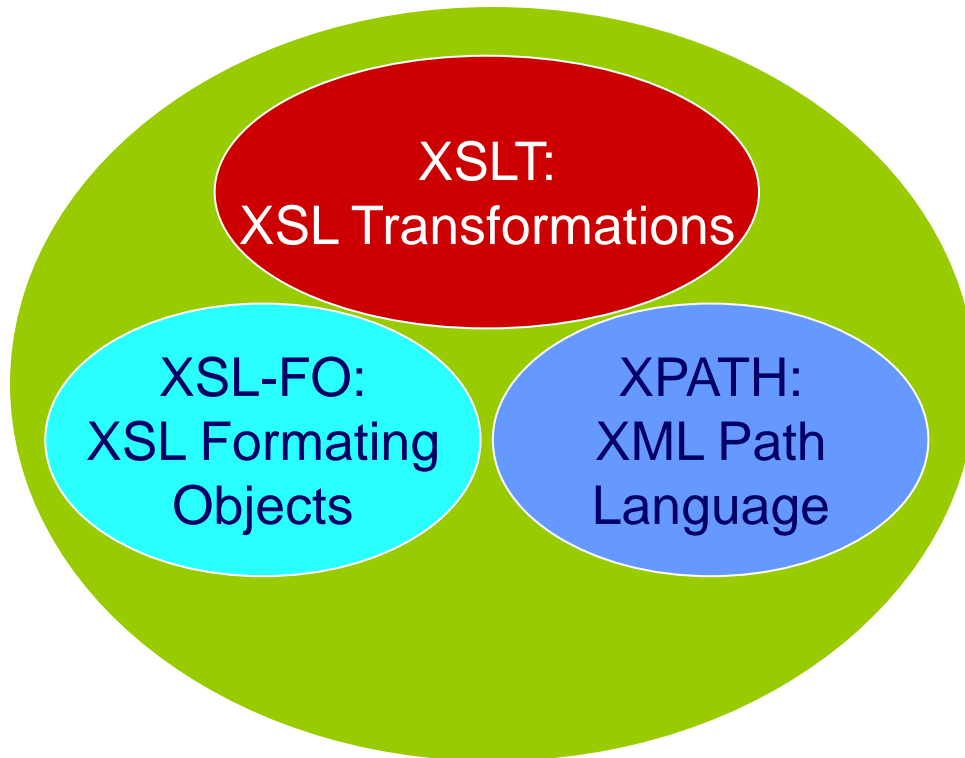 XSLT:
XSL Transformations
XSL-FO:
XSL Formating
Objects
XPATH:
XML Path
Language